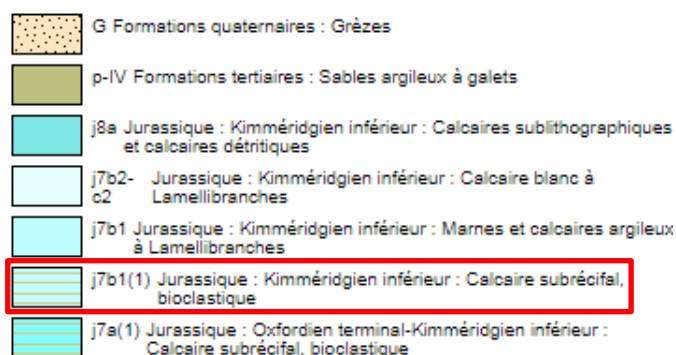 G Formations quaternaires : Grèzes
p-IV Formations tertiaires : Sables argileux à galets
j8a Jurassique : Kimméridgien inférieur : Calcaires sublithographiques
et calcaires détritiques
j7b2- Jurassique : Kimméridgien inférieur : Calcaire blanc à
c2 Lamellibranches
j7b1 Jurassique : Kimméridgien inférieur : Marnes et calcaires argileux
à Lamellibranches
j7b1(1) Jurassique : Kimméridgien inférieur : Calcaire subrécifal,
bioclastique
j7a(1) Jurassique : Oxfordien terminal-Kimméridgien inférieur :
Calcaire subrécifal, bioclastique